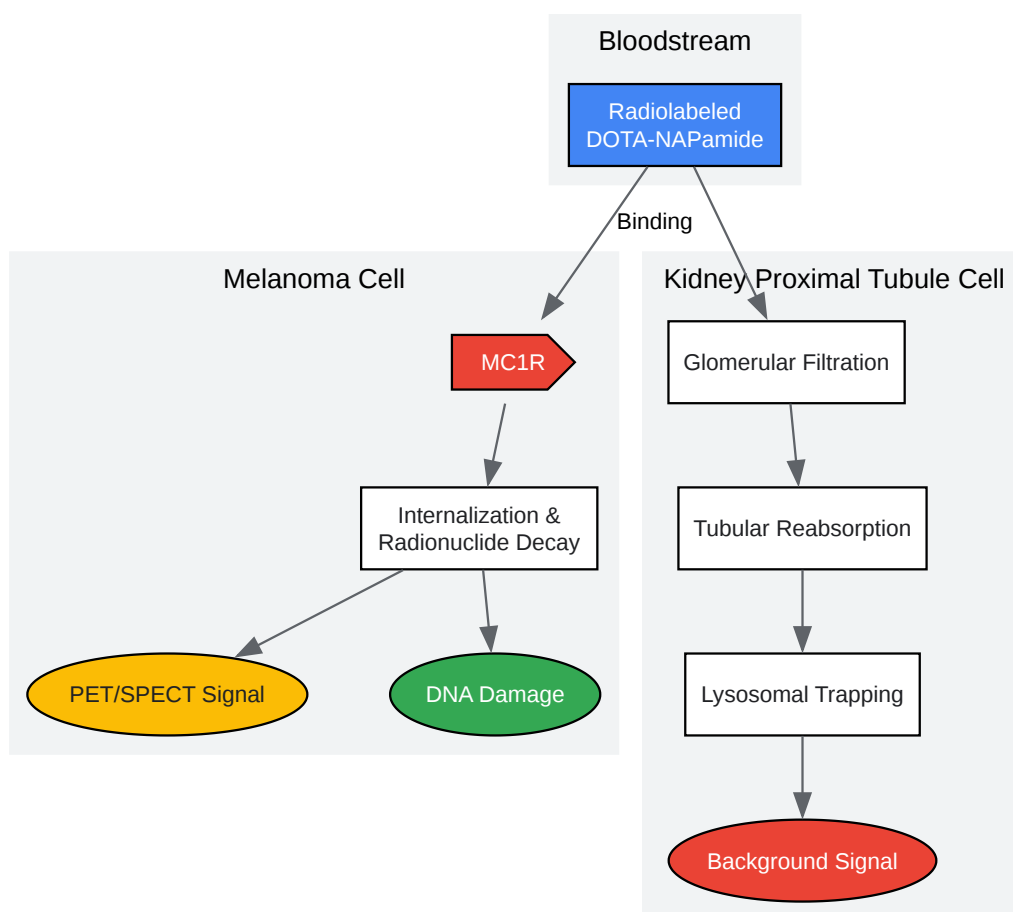 Bloodstream
Radiolabeled
DOTA-NAPamide
Binding
Melanoma Cell
MC1R
Internalization &
Radionuclide Decay
PET/SPECT Signal
DNA Damage
Kidney Proximal Tubule Cell
Glomerular Filtration
Tubular Reabsorption
Lysosomal Trapping
Background Signal